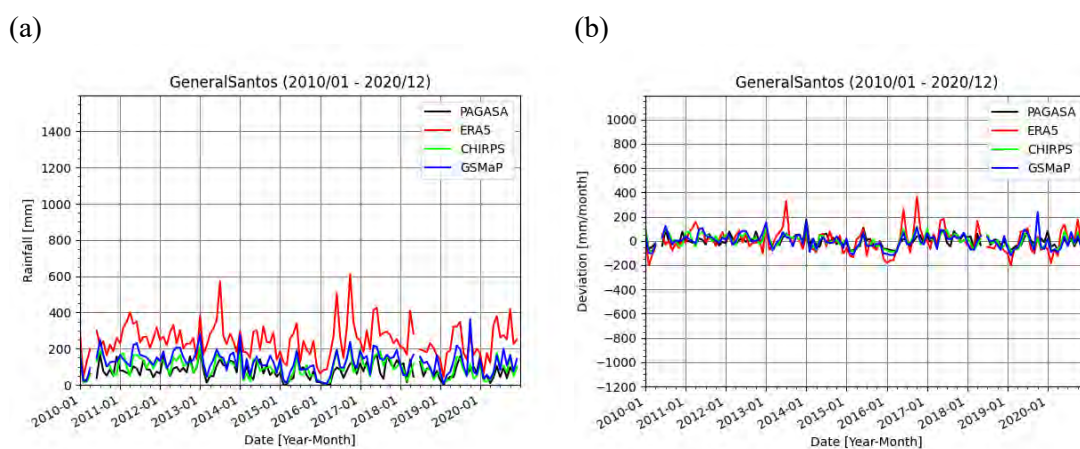 (a)
(b)
GeneralSantos (2010/01 - 2020/12)
Rainfall [mm]
1400
1200
1000
800
600
400
200
0
PAGASA
ERA5
CHIRPS
GSMaP
2010-01
2011-01
2012-01
2013-01
2014-01
2015-01
2016-01
2017-01
2018-01
2019-01
2020-01
Date [Year-Month]
GeneralSantos (2010/01 - 2020/12)
Deviation [mm/month]
1000
800
600
400
200
0
−200
−400
−600
−800
−1000
−1200
PAGASA
ERA5
CHIRPS
GSMaP
2010-01
2011-01
2012-01
2013-01
2014-01
2015-01
2016-01
2017-01
2018-01
2019-01
2020-01
Date [Year-Month]